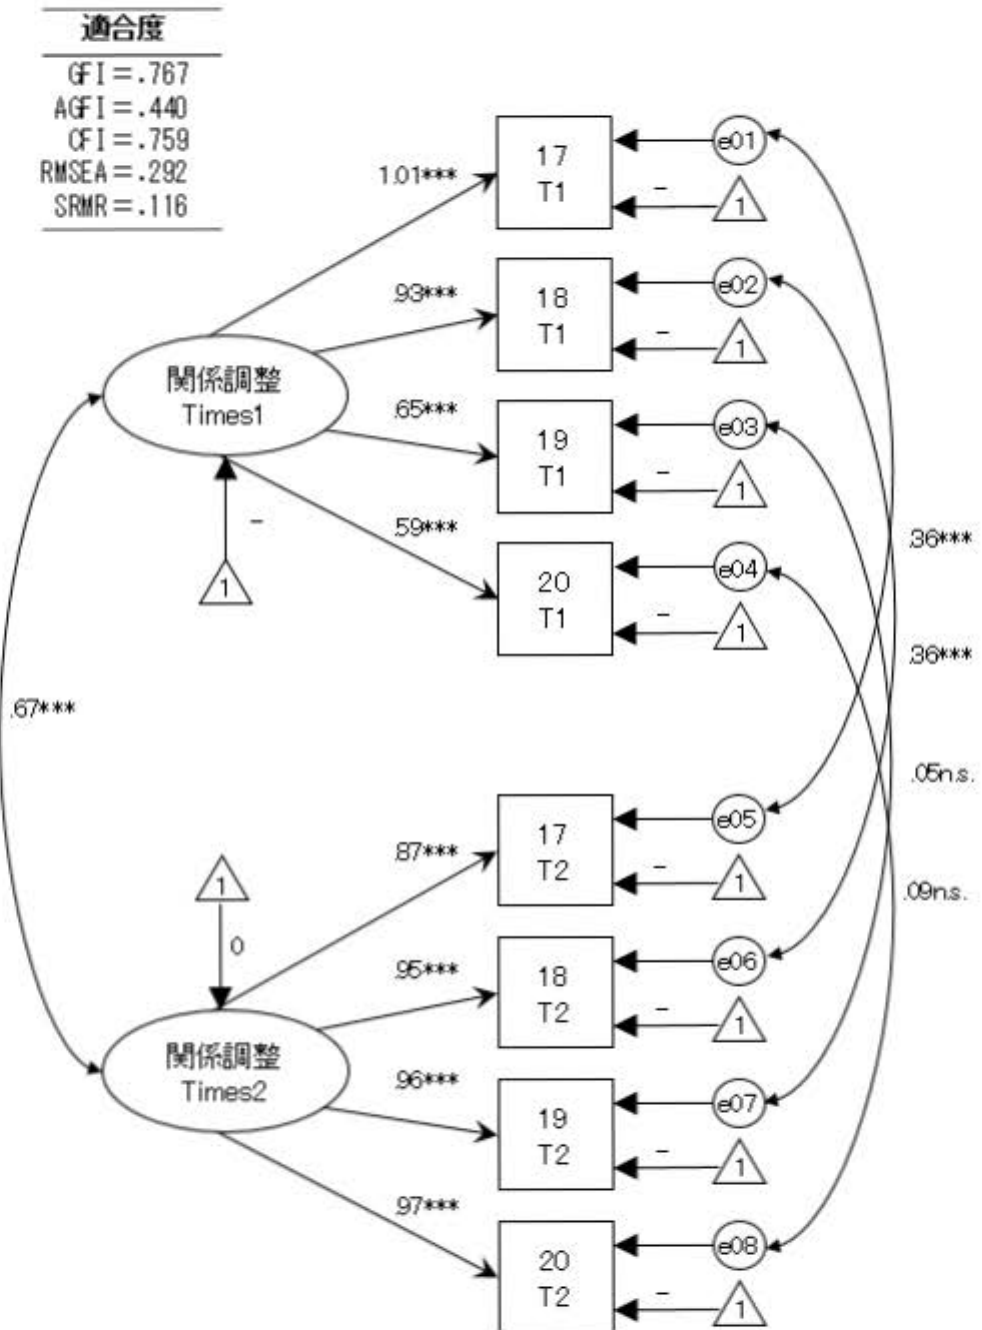 適合度
GFI=.767
AGFI=.440
CFI=.759
RMSEA=.292
SRMR=.116
17
T1
e01
1.01***
-
1
18
T1
e02
.93***
-
1
関係調整
Times1
.65***
19
T1
e03
-
1
-
1
.59***
20
T1
e04
-
1
.36***
.36***
.67***
.05n.s.
.09n.s.
17
T2
e05
.87***
-
1
1
0
18
T2
e06
.95***
-
1
関係調整
Times2
.96***
19
T2
e07
-
1
.97***
20
T2
e08
-
1